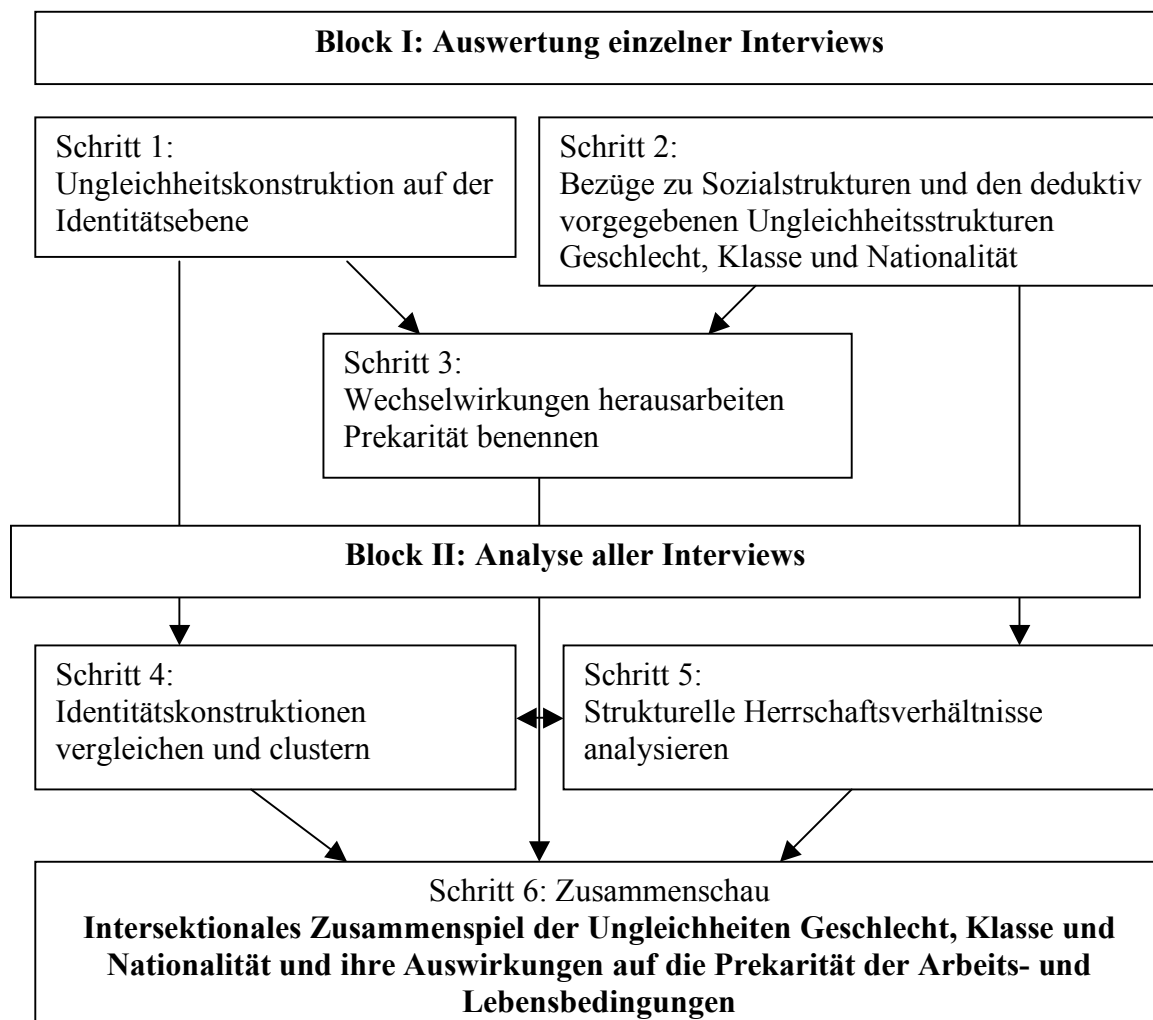 Block I: Auswertung einzelner Interviews
Schritt 1:
Ungleichheitskonstruktion auf der
Identitätsebene
Schritt 2:
Bezüge zu Sozialstrukturen und den deduktiv
vorgegebenen Ungleichheitsstrukturen
Geschlecht, Klasse und Nationalität
Schritt 3:
Wechselwirkungen herausarbeiten
Prekarität benennen
Block II: Analyse aller Interviews
Schritt 4:
Identitätskonstruktionen
vergleichen und clustern
Schritt 5:
Strukturelle Herrschaftsverhältnisse
analysieren
Schritt 6: Zusammenschau
Intersektionales Zusammenspiel der Ungleichheiten Geschlecht, Klasse und
Nationalität und ihre Auswirkungen auf die Prekarität der Arbeits- und
Lebensbedingungen